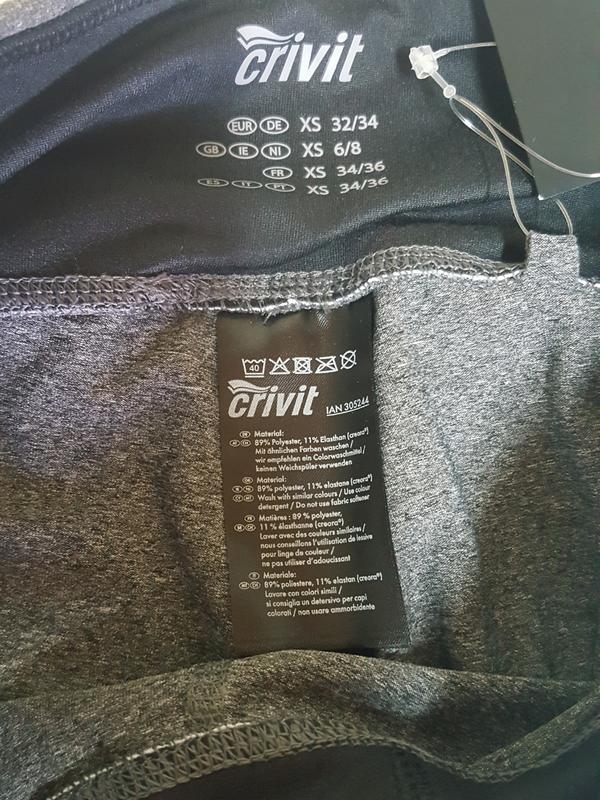 crivit
EUR DE XS 32/34
GB IE NI XS 6/8
FR XS 34/36
ES IT PT XS 34/36
40
crivit
IAN 305244
Material:
89% Polyester, 11% Elasthan (creora®)
Mit ähnlichen Farben waschen /
wir empfehlen ein Colorwaschmittel /
keinen Weichspüler verwenden
Material:
89% polyester, 11% elastane (creora®)
Wash with similar colours / Use colour
detergent / Do not use fabric softener
Matières : 89 % polyester,
11 % élasthanne (creora®)
Laver avec des couleurs similaires /
nous conseillons l'utilisation de lessive
pour linge de couleur /
ne pas utiliser d'adoucissant
Materiale:
89% poliestere, 11% elastan (creora®)
Lavare con colori simili /
si consiglia un detersivo per capi
colorati / non usare ammorbidente